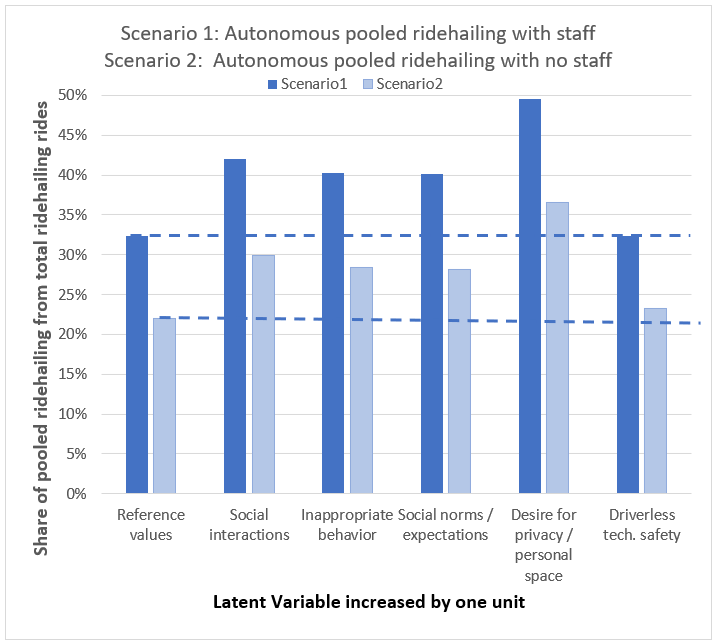 Scenario 1: Autonomous pooled ridehailing with staff
Scenario 2:  Autonomous pooled ridehailing with no staff
Scenario1 Scenario2
Share of pooled ridehailing from total ridehailing rides
50%
45%
40%
35%
30%
25%
20%
15%
10%
5%
0%
Reference
values
Social
interactions
Inappropriate
behavior
Social norms /
expectations
Desire for
privacy /
personal
space
Driverless
tech. safety
Latent Variable increased by one unit